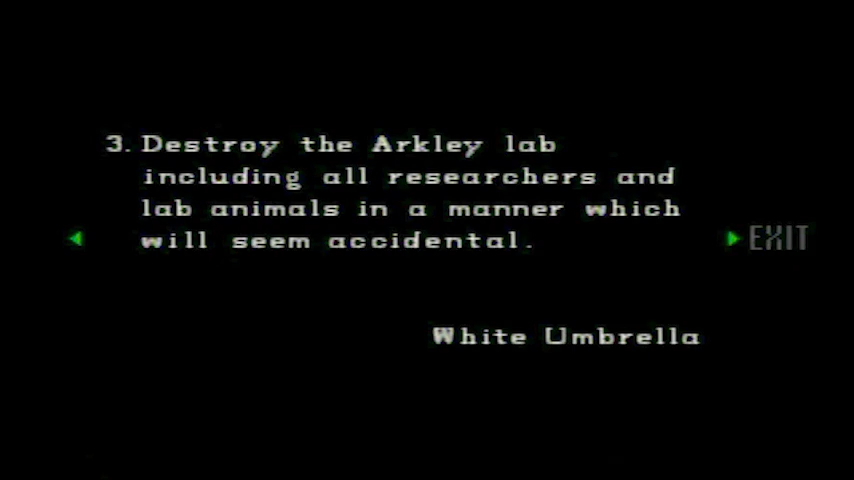 3. Destroy the Arkley lab
including all researchers and
lab animals in a manner which
will seem accidental.
EXIT
White Umbrella